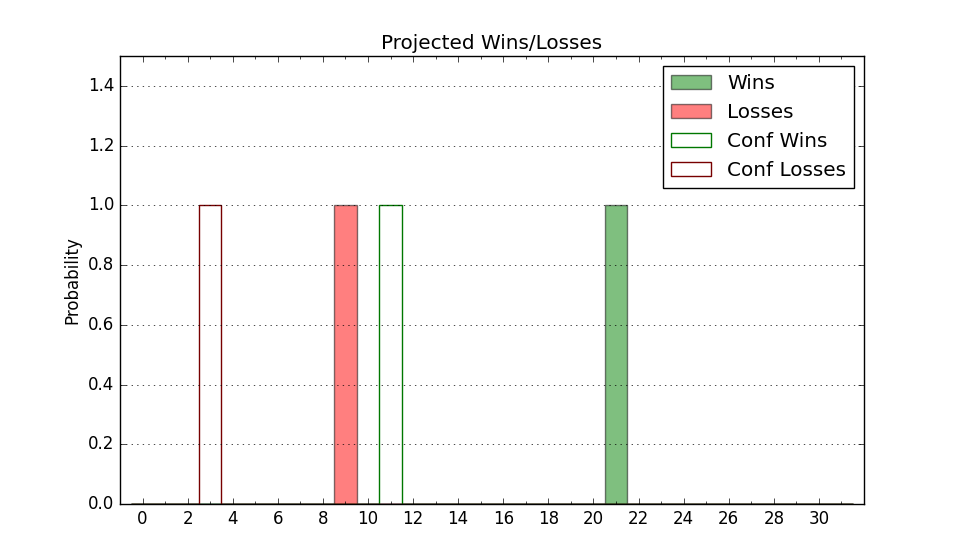 Projected Wins/Losses
Wins
Losses
Conf Wins
Conf Losses
Probability
1.4
1.2
1.0
0.8
0.6
0.4
0.2
0.0
0 2 4 6 8 10 12 14 16 18 20 22 24 26 28 30